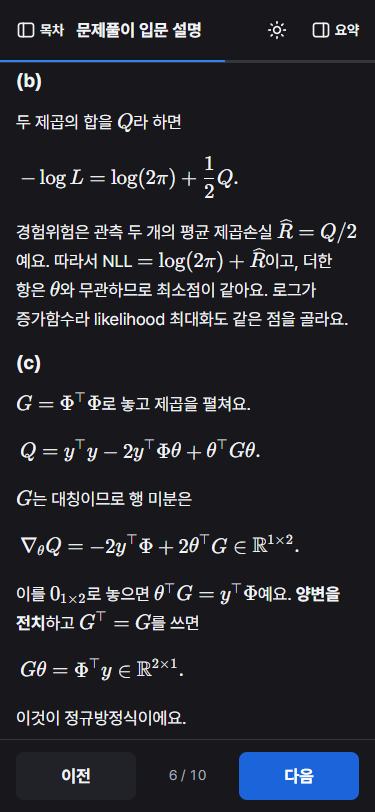 목차 문제풀이 입문 설명 요약
(b)
두 제곱의 합을 Q라 하면
− log L = log(2π) + 1/2 Q.
경험위험은 관측 두 개의 평균 제곱손실 R̂ = Q/2
예요. 따라서 NLL = log(2π) + R̂이고, 더한
항은 θ와 무관하므로 최소점이 같아요. 로그가
증가함수라 likelihood 최대화도 같은 점을 골라요.
(c)
G = Φ⊤Φ로 놓고 제곱을 펼쳐요.
Q = y⊤y − 2y⊤Φθ + θ⊤Gθ.
G는 대칭이므로 행 미분은
∇θQ = −2y⊤Φ + 2θ⊤G ∈ ℝ¹ˣ².
이를 0₁ₓ₂로 놓으면 θ⊤G = y⊤Φ예요. 양변을
전치하고 G⊤ = G를 쓰면
Gθ = Φ⊤y ∈ ℝ²ˣ¹.
이것이 정규방정식이에요.
이전 6 / 10 다음